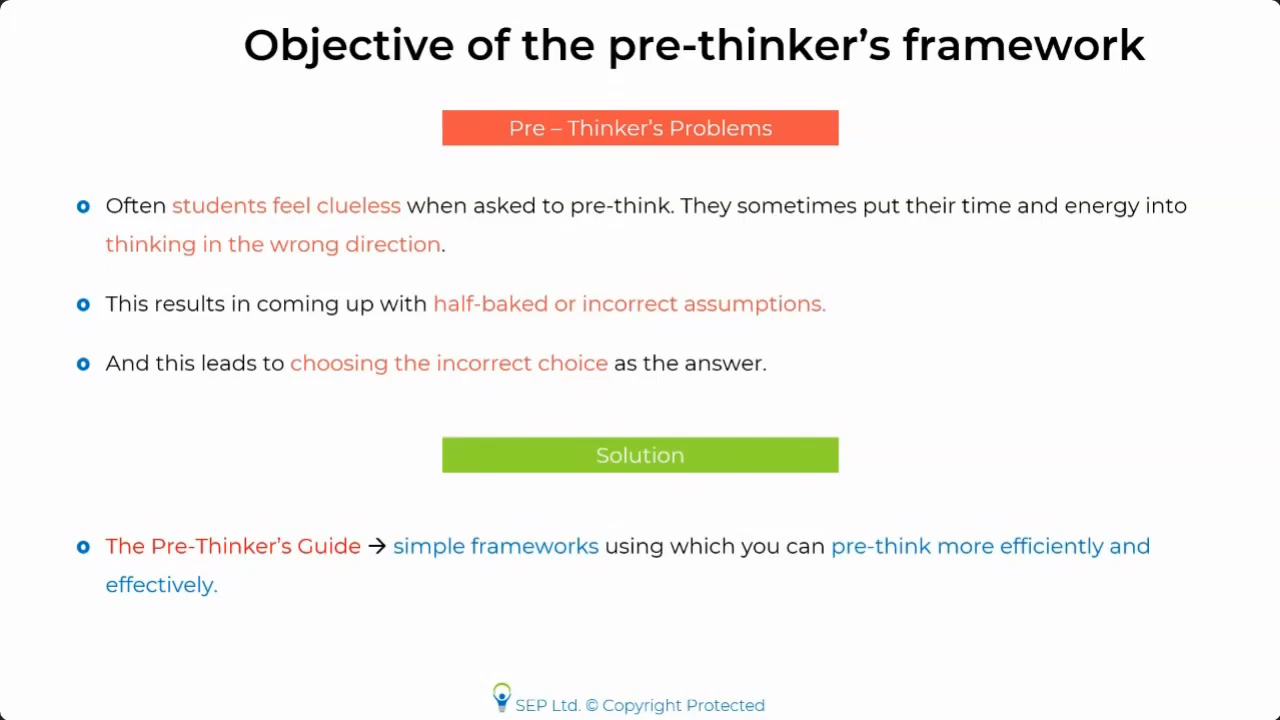 Objective of the pre-thinker’s framework
Pre – Thinker’s Problems
Often students feel clueless when asked to pre-think. They sometimes put their time and energy into
thinking in the wrong direction.
This results in coming up with half-baked or incorrect assumptions.
And this leads to choosing the incorrect choice as the answer.
Solution
The Pre-Thinker’s Guide → simple frameworks using which you can pre-think more efficiently and
effectively.
SEP Ltd. © Copyright Protected